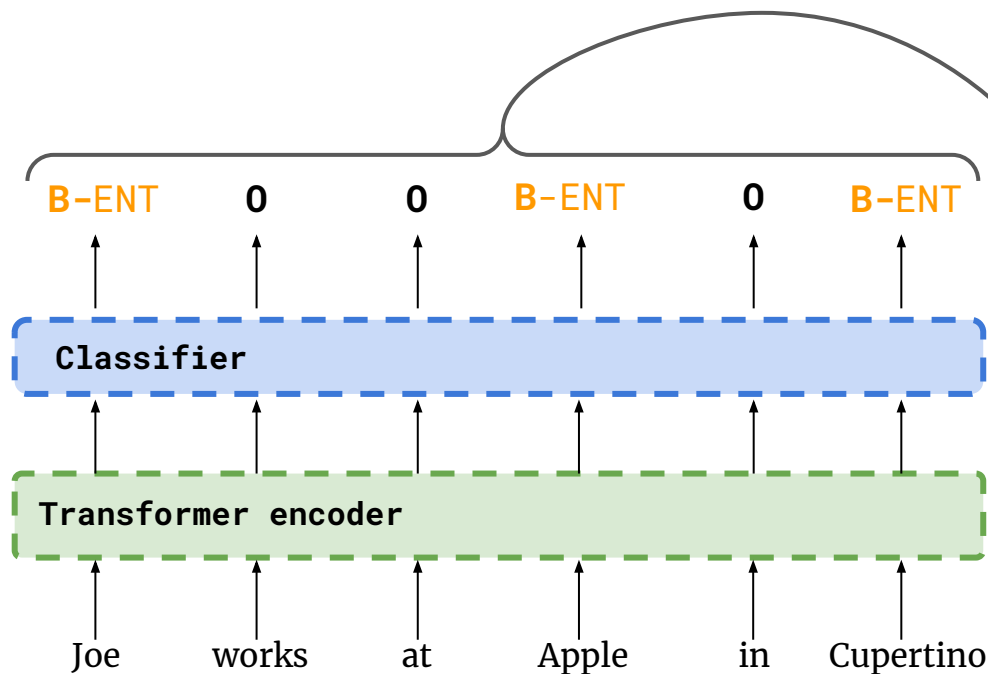 B-ENT O O B-ENT O B-ENT
Classifier
Transformer encoder
Joe works at Apple in Cupertino